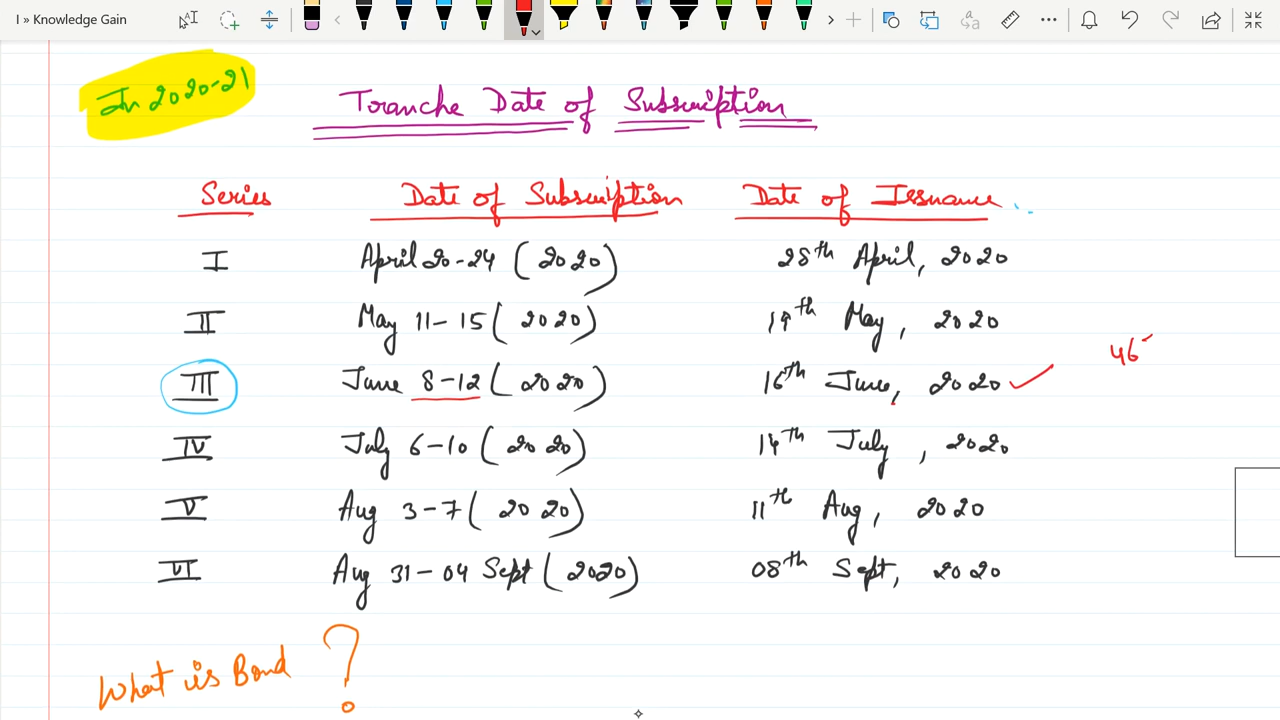 I » Knowledge Gain
In 2020-21
Tranche Date of Subscription
Series Date of Subscription Date of Issuance
I April 20-24 (2020) 28th April, 2020
II May 11-15 (2020) 19th May, 2020
46
III June 8-12 (2020) 16th June, 2020
IV July 6-10 (2020) 14th July, 2020
V Aug 3-7 (2020) 11th Aug, 2020
VI Aug 31-04 Sept (2020) 08th Sept, 2020
What is Bond ?